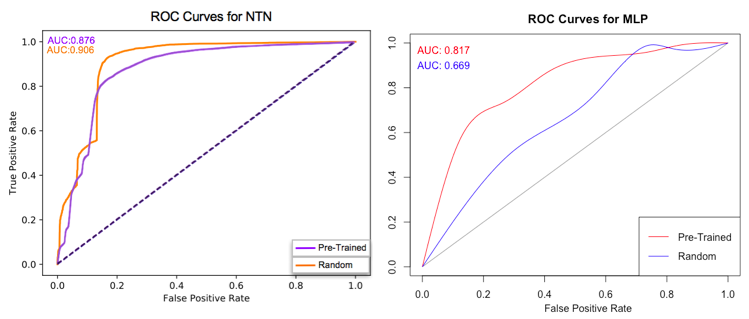 ROC Curves for NTN
AUC:0.876
AUC:0.906
1.0
0.8
0.6
0.4
0.2
0.0
True Positive Rate
0.0 0.2 0.4 0.6 0.8 1.0
False Positive Rate
Pre-Trained
Random
ROC Curves for MLP
AUC: 0.817
AUC: 0.669
1.0
0.8
0.6
0.4
0.2
0.0
0.0 0.2 0.4 0.6 0.8 1.0
False Positive Rate
Pre-Trained
Random